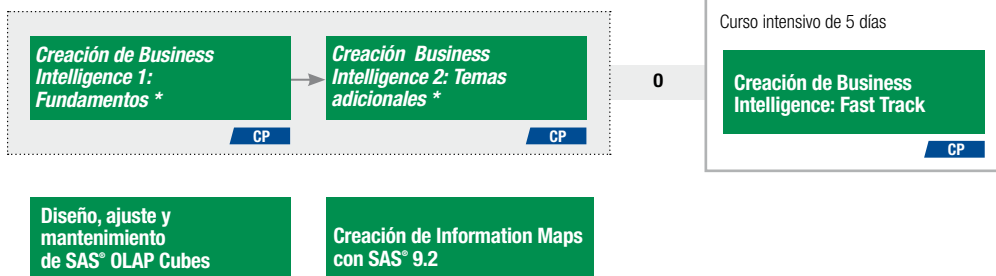 Creación de Business
Intelligence 1:
Fundamentos *
CP
Creación Business
Intelligence 2: Temas
adicionales *
CP
0
Curso intensivo de 5 días
Creación de Business
Intelligence: Fast Track
CP
Diseño, ajuste y
mantenimiento
de SAS® OLAP Cubes
Creación de Information Maps
con SAS® 9.2